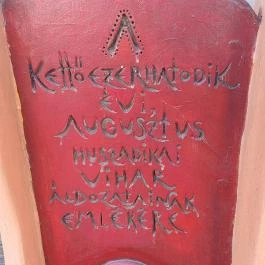 A
KETTŐEZERHATODIK
ÉVI
AUGUSZTUS
HUSZADIKAI
VIHAR
ÁLDOZATAINAK
EMLÉKÉRE